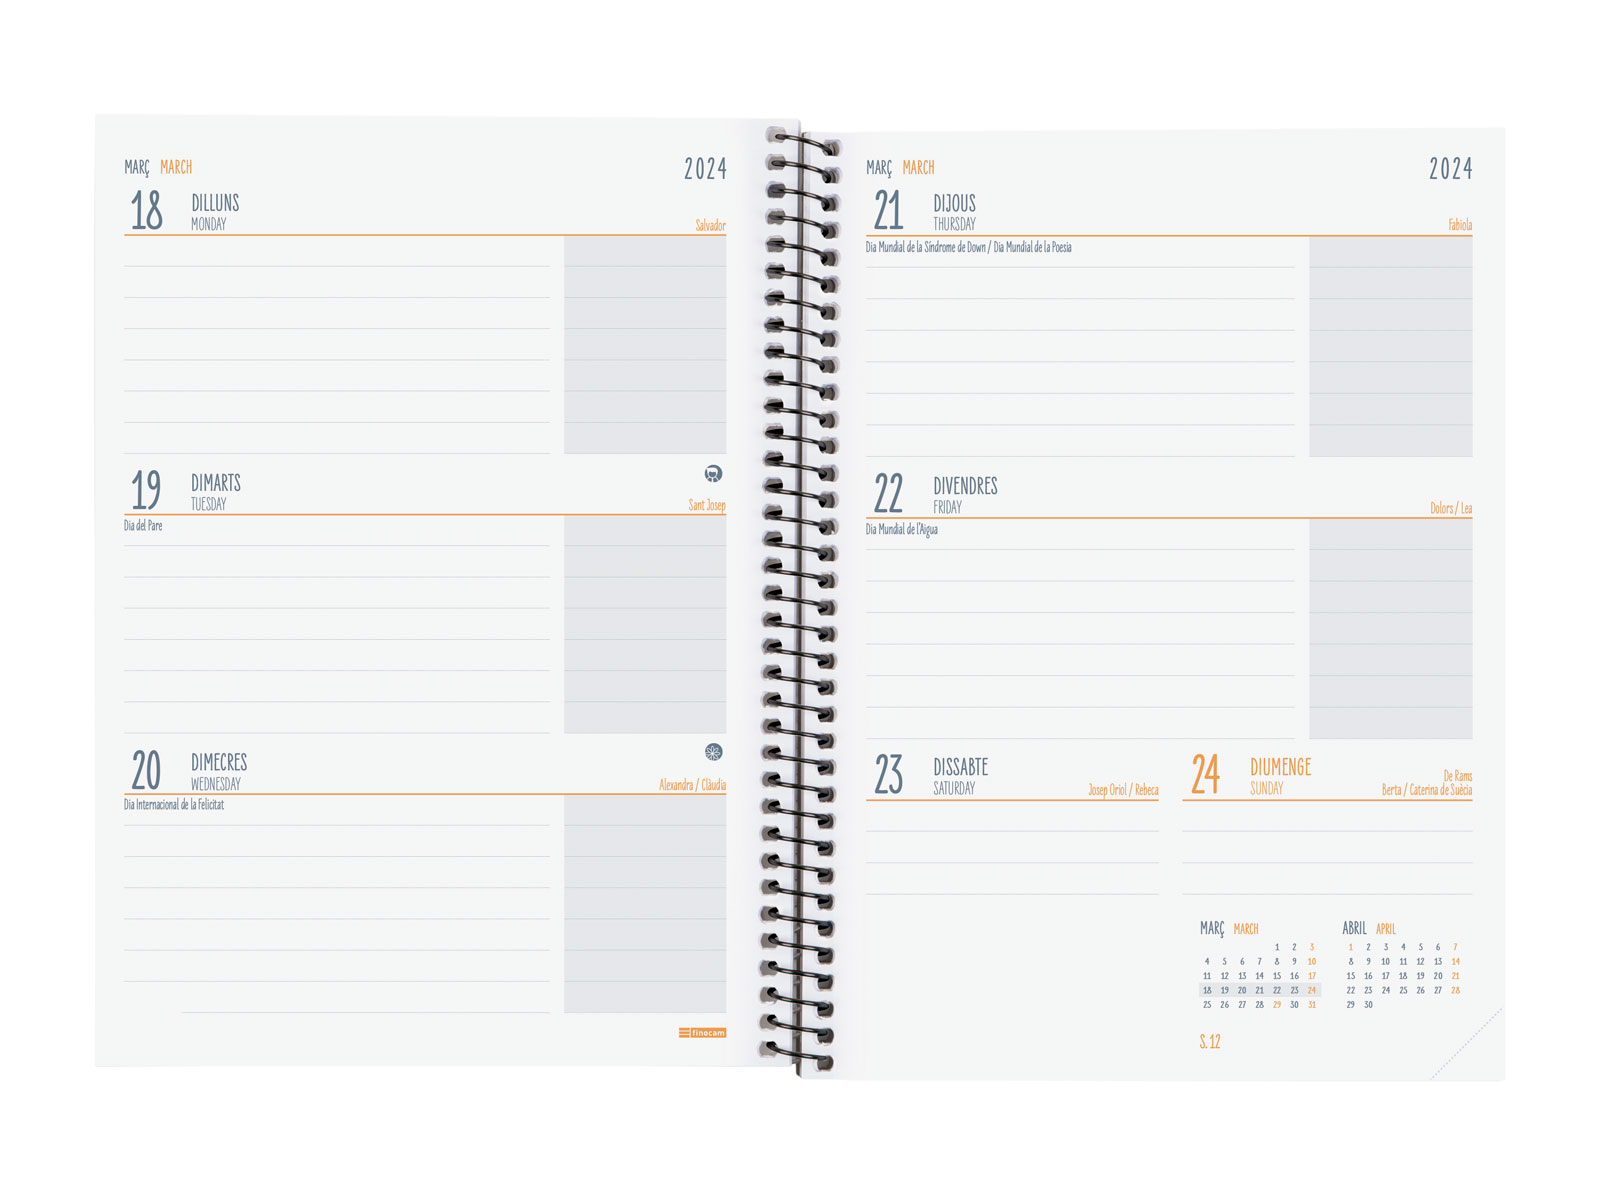 MARÇ MARCH 2024
18 DILLUNS
MONDAY Salvador
19 DIMARTS
TUESDAY Sant Josep
Dia del Pare
20 DIMECRES
WEDNESDAY Alexandra / Clàudia
Dia Internacional de la Felicitat
finocam
MARÇ MARCH 2024
21 DIJOUS
THURSDAY Fabiola
Dia Mundial de la Síndrome de Down / Dia Mundial de la Poesia
22 DIVENDRES
FRIDAY Dolors / Lea
Dia Mundial de l'Aigua
23 DISSABTE
SATURDAY Josep Oriol / Rebeca
24 DIUMENGE
De Rams
SUNDAY Berta / Caterina de Suècia
MARÇ MARCH
1 2 3
4 5 6 7 8 9 10
11 12 13 14 15 16 17
18 19 20 21 22 23 24
25 26 27 28 29 30 31
ABRIL APRIL
1 2 3 4 5 6 7
8 9 10 11 12 13 14
15 16 17 18 19 20 21
22 23 24 25 26 27 28
29 30
S. 12